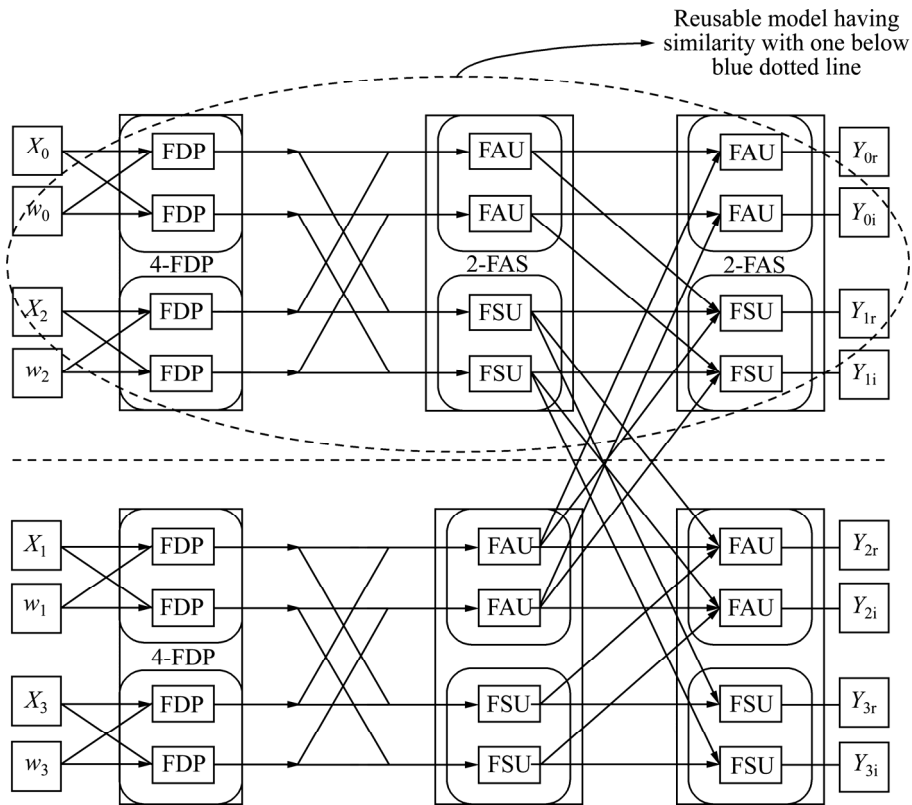 Reusable model having
similarity with one below
blue dotted line
X0 FDP FAU FAU Y0r
w0 FDP FAU FAU Y0i
4-FDP 2-FAS 2-FAS
X2 FDP FSU FSU Y1r
w2 FDP FSU FSU Y1i
X1 FDP FAU FAU Y2r
w1 FDP FAU FAU Y2i
4-FDP
X3 FDP FSU FSU Y3r
w3 FDP FSU FSU Y3i